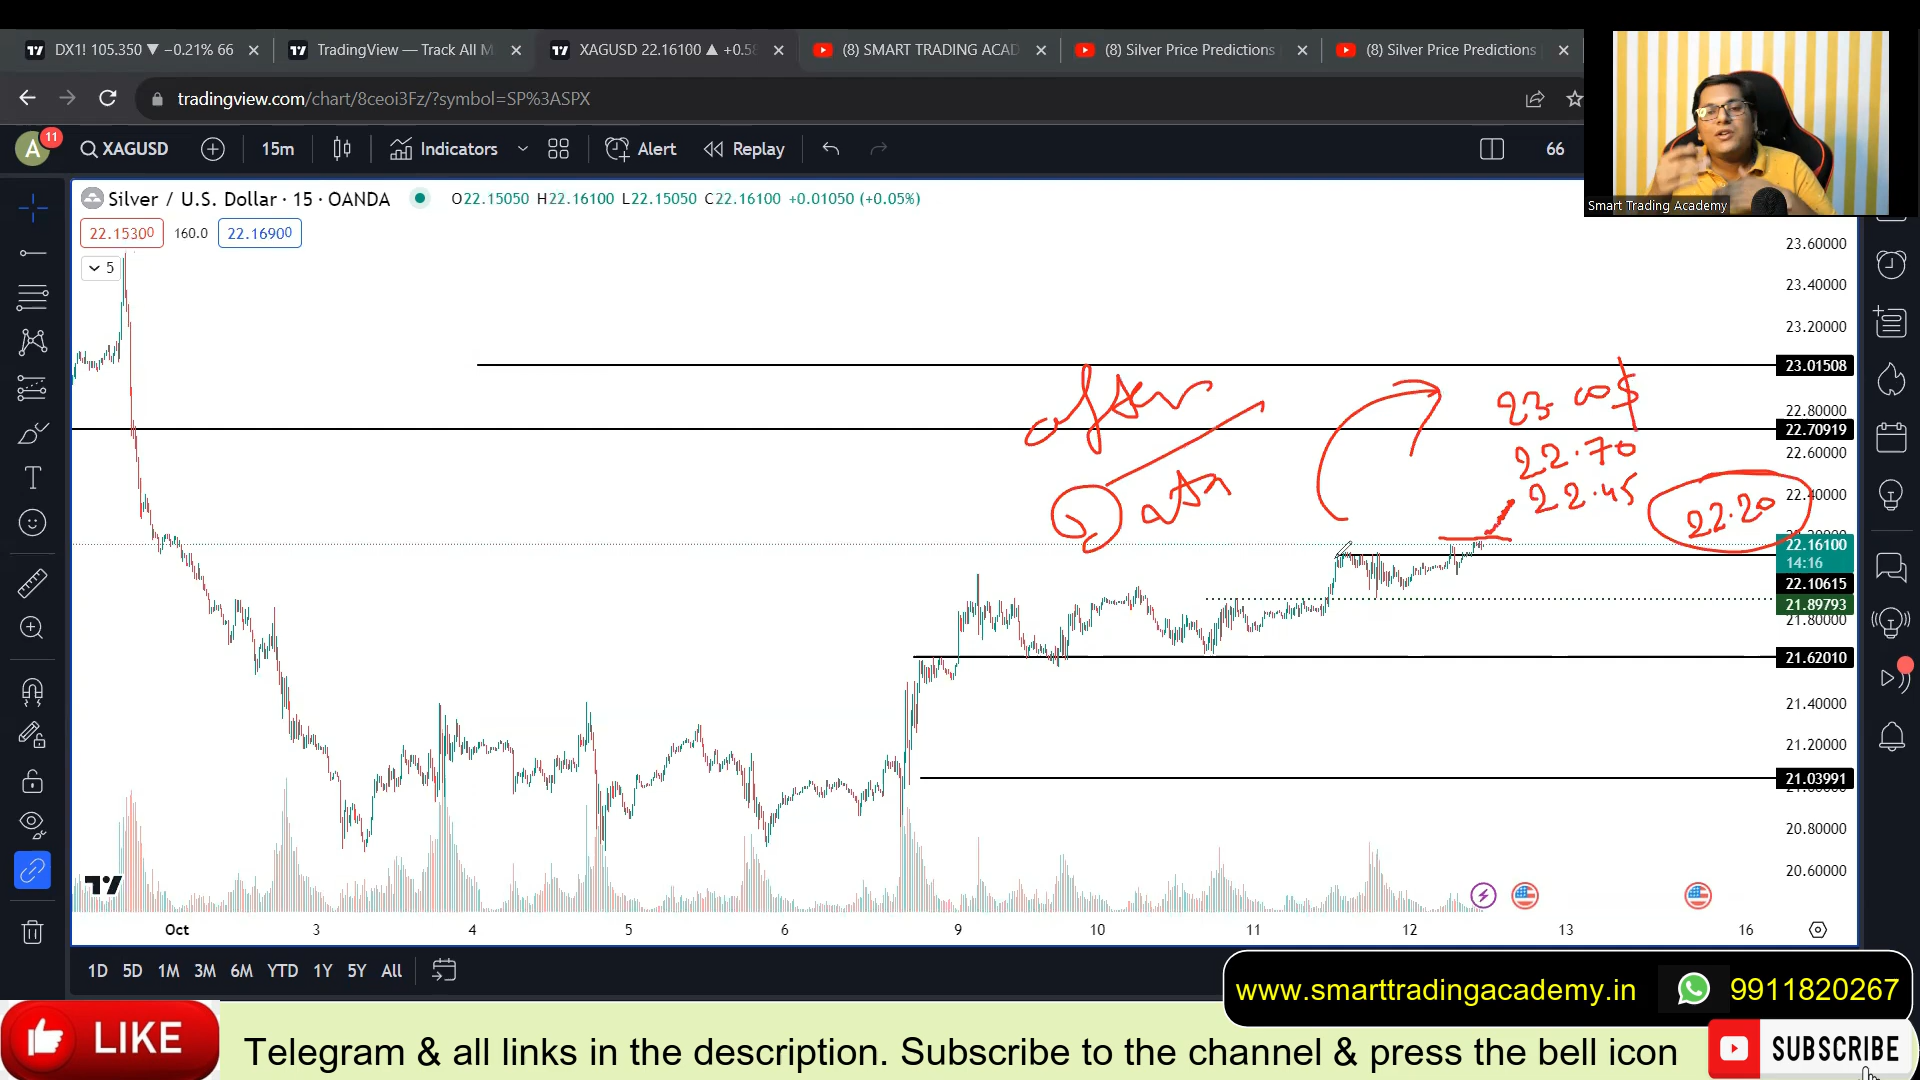 DX1! 105.350 ▼ −0.21% 66
TradingView — Track All M
XAGUSD 22.16100 ▲ +0.58
(8) SMART TRADING ACAD
(8) Silver Price Predictions
(8) Silver Price Predictions
tradingview.com/chart/8ceoi3Fz/?symbol=SP%3ASPX
A 11 XAGUSD 15m Indicators Alert Replay 66
Smart Trading Academy
Silver / U.S. Dollar · 15 · OANDA O22.15050 H22.16100 L22.15050 C22.16100 +0.01050 (+0.05%)
22.15300 160.0 22.16900
5
23.60000
23.40000
23.20000
23.01508
22.80000
22.70919
22.60000
22.40000
22.16100
14:16
22.10615
21.89793
21.80000
21.62010
21.40000
21.20000
21.03991
20.80000
20.60000
after
23.00$
22.70
22.45
22.20
Oct 3 4 5 6 9 10 11 12 13 16
1D 5D 1M 3M 6M YTD 1Y 5Y All
www.smarttradingacademy.in 9911820267
LIKE
Telegram & all links in the description. Subscribe to the channel & press the bell icon
SUBSCRIBE